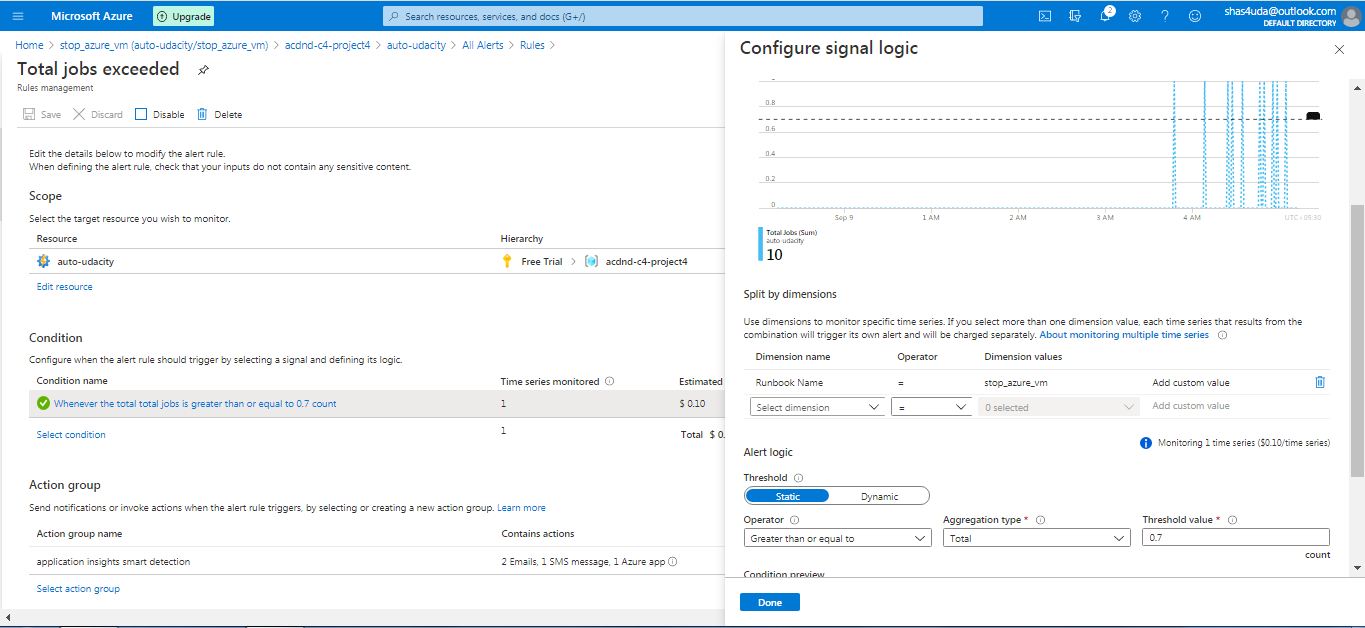 Microsoft Azure
Upgrade
Search resources, services, and docs (G+/)
2
shas4uda@outlook.com
DEFAULT DIRECTORY
Home > stop_azure_vm (auto-udacity/stop_azure_vm) > acdnd-c4-project4 > auto-udacity > All Alerts > Rules >
Total jobs exceeded
Rules management
Save Discard Disable Delete
Edit the details below to modify the alert rule.
When defining the alert rule, check that your inputs do not contain any sensitive content.
Scope
Select the target resource you wish to monitor.
Resource Hierarchy
auto-udacity Free Trial > acdnd-c4-project4
Edit resource
Condition
Configure when the alert rule should trigger by selecting a signal and defining its logic.
Condition name Time series monitored Estimated
Whenever the total total jobs is greater than or equal to 0.7 count 1 $ 0.10
Select condition 1 Total $ 0.
Action group
Send notifications or invoke actions when the alert rule triggers, by selecting or creating a new action group. Learn more
Action group name Contains actions
application insights smart detection 2 Emails, 1 SMS message, 1 Azure app
Select action group
Configure signal logic
0.8
0.6
0.4
0.2
0
Sep 9 1 AM 2 AM 3 AM 4 AM UTC+05:30
Total Jobs (Sum)
auto-udacity
10
Split by dimensions
Use dimensions to monitor specific time series. If you select more than one dimension value, each time series that results from the
combination will trigger its own alert and will be charged separately. About monitoring multiple time series
Dimension name Operator Dimension values
Runbook Name = stop_azure_vm Add custom value
Select dimension = 0 selected Add custom value
Monitoring 1 time series ($0.10/time series)
Alert logic
Threshold
Static Dynamic
Operator Aggregation type * Threshold value *
Greater than or equal to Total 0.7
count
Condition preview
Done